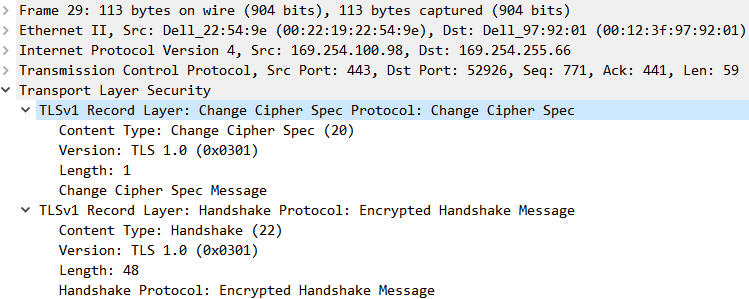 Frame 29: 113 bytes on wire (904 bits), 113 bytes captured (904 bits)
Ethernet II, Src: Dell_22:54:9e (00:22:19:22:54:9e), Dst: Dell_97:92:01 (00:12:3f:97:92:01)
Internet Protocol Version 4, Src: 169.254.100.98, Dst: 169.254.255.66
Transmission Control Protocol, Src Port: 443, Dst Port: 52926, Seq: 771, Ack: 441, Len: 59
Transport Layer Security
TLSv1 Record Layer: Change Cipher Spec Protocol: Change Cipher Spec
Content Type: Change Cipher Spec (20)
Version: TLS 1.0 (0x0301)
Length: 1
Change Cipher Spec Message
TLSv1 Record Layer: Handshake Protocol: Encrypted Handshake Message
Content Type: Handshake (22)
Version: TLS 1.0 (0x0301)
Length: 48
Handshake Protocol: Encrypted Handshake Message